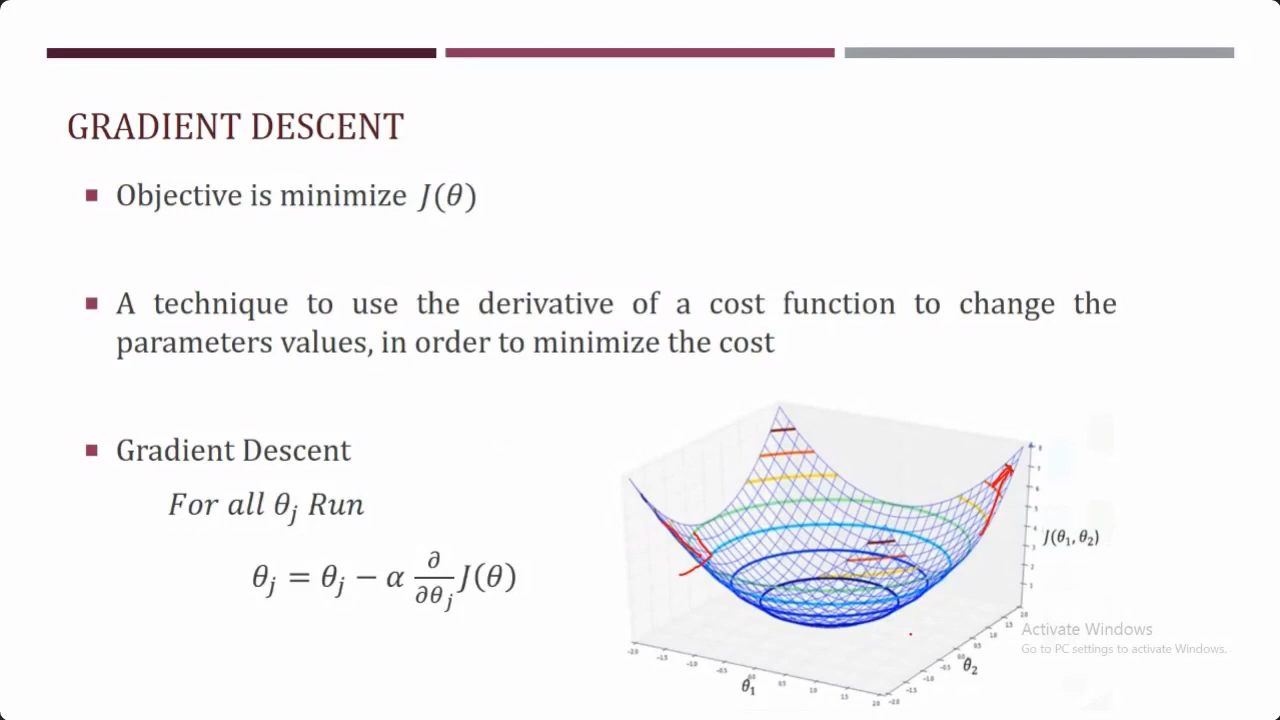 GRADIENT DESCENT
Objective is minimize J(θ)
A technique to use the derivative of a cost function to change the
parameters values, in order to minimize the cost
Gradient Descent
For all θj Run
θj = θj − α ∂/∂θj J(θ)
J(θ1, θ2)
θ1
θ2
Activate Windows
Go to PC settings to activate Windows.